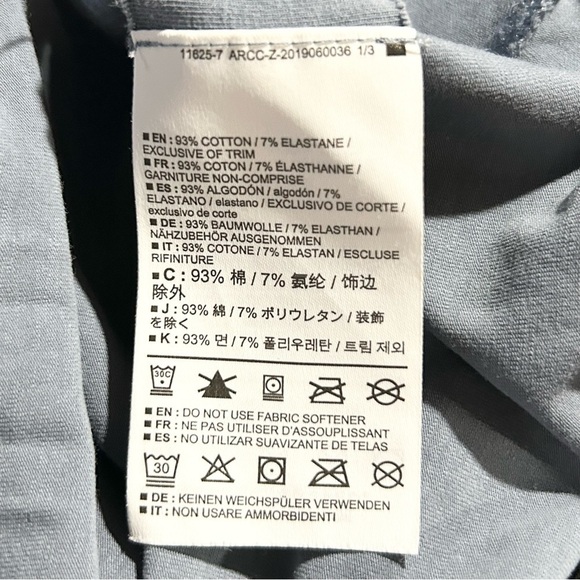 11625-7 ARCC-Z-2019060036 1/3
■ EN : 93% COTTON / 7% ELASTANE /
EXCLUSIVE OF TRIM
■ FR : 93% COTON / 7% ÉLASTHANNE /
GARNITURE NON-COMPRISE
■ ES : 93% ALGODÓN / algodón / 7%
ELASTANO / elastano / EXCLUSIVO DE CORTE /
exclusivo de corte
■ DE : 93% BAUMWOLLE / 7% ELASTHAN /
NÄHZUBEHÖR AUSGENOMMEN
■ IT : 93% COTONE / 7% ELASTAN / ESCLUSE
RIFINITURE
■ C : 93% 棉 / 7% 氨纶 / 饰边
除外
■ J : 93% 綿 / 7% ポリウレタン / 装飾
を除く
■ K : 93% 면 / 7% 폴리우레탄 / 트림 제외
30C
■ EN : DO NOT USE FABRIC SOFTENER
■ FR : NE PAS UTILISER D'ASSOUPLISSANT
■ ES : NO UTILIZAR SUAVIZANTE DE TELAS
30
■ DE : KEINEN WEICHSPÜLER VERWENDEN
■ IT : NON USARE AMMORBIDENTI